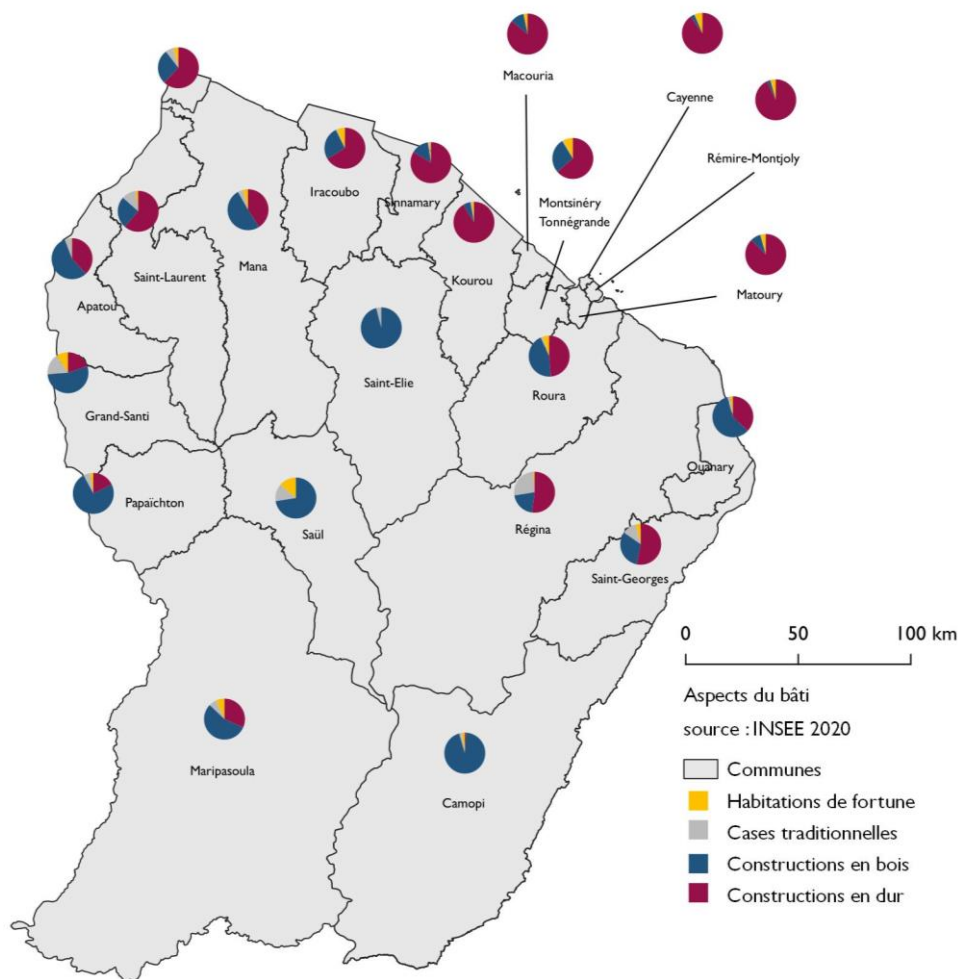 Macouria
Cayenne
Rémire-Montjoly
Montsinéry
Tonnégrande
Matoury
Iracoubo
Sinnamary
Kourou
Mana
Saint-Laurent
Apatou
Saint-Elie
Roura
Grand-Santi
Ouanary
Papaïchton
Saül
Régina
Saint-Georges
Maripasoula
Camopi
0 50 100 km
Aspects du bâti
source : INSEE 2020
Communes
Habitations de fortune
Cases traditionnelles
Constructions en bois
Constructions en dur